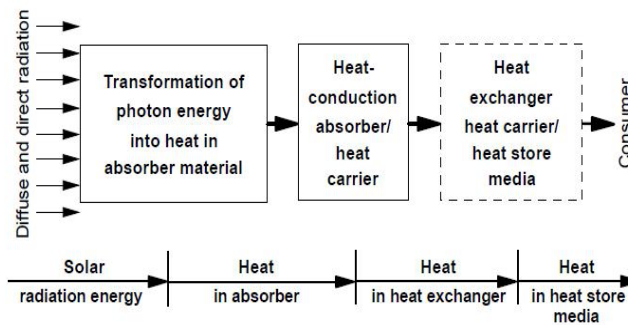 Diffuse and direct radiation
Transformation of
photon energy
into heat in
absorber material
Heat-
conduction
absorber/
heat
carrier
Heat
exchanger
heat carrier/
heat store
media
Consumer
Solar
radiation energy
Heat
in absorber
Heat
in heat exchanger
Heat
in heat store
media